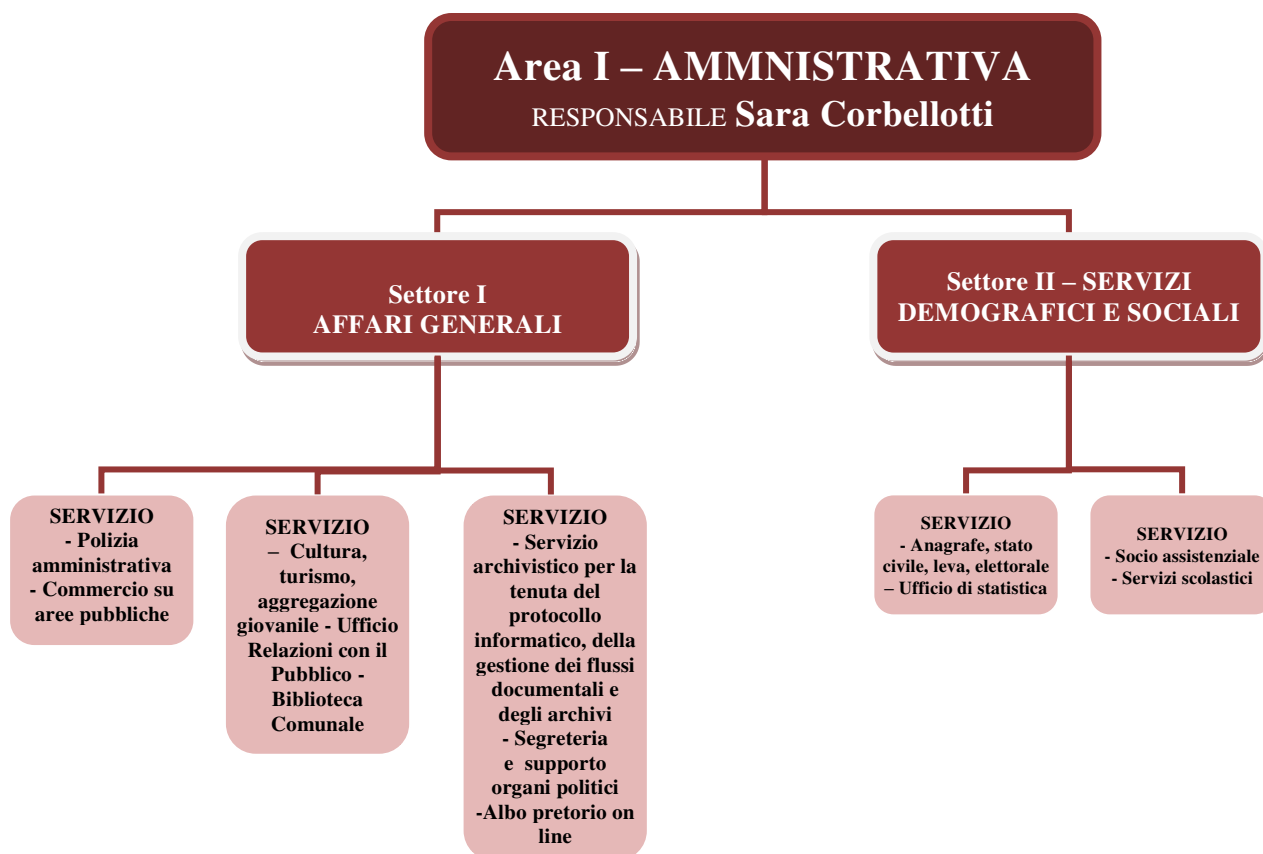 Area I – AMMNISTRATIVA
RESPONSABILE Sara Corbellotti
Settore I
AFFARI GENERALI
Settore II – SERVIZI
DEMOGRAFICI E SOCIALI
SERVIZIO
- Polizia
amministrativa
- Commercio su
aree pubbliche
SERVIZIO
– Cultura,
turismo,
aggregazione
giovanile - Ufficio
Relazioni con il
Pubblico -
Biblioteca
Comunale
SERVIZIO
- Servizio
archivistico per la
tenuta del
protocollo
informatico, della
gestione dei flussi
documentali e
degli archivi
- Segreteria
e supporto
organi politici
-Albo pretorio on
line
SERVIZIO
- Anagrafe, stato
civile, leva, elettorale
– Ufficio di statistica
SERVIZIO
- Socio assistenziale
- Servizi scolastici